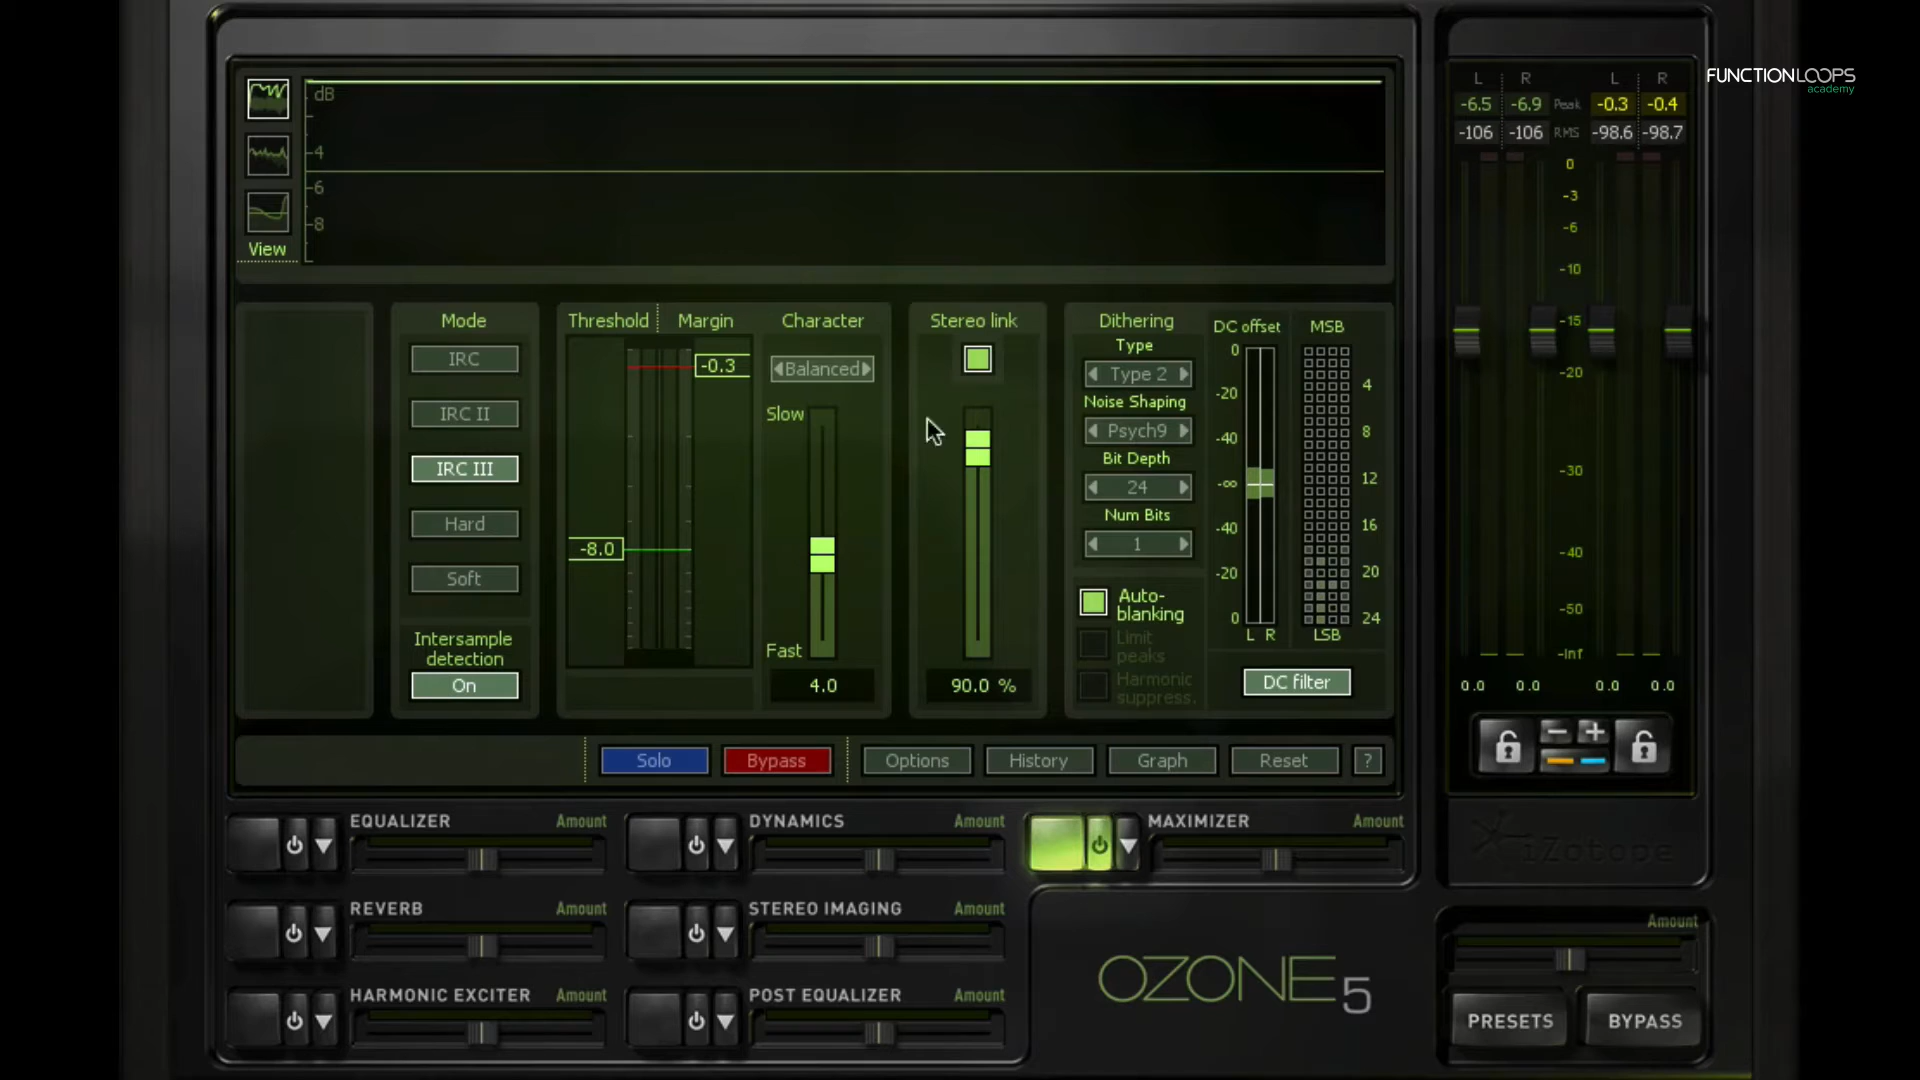 FUNCTIONLOOPS
academy
dB
-4
-6
-8
View
L R L R
-6.5 -6.9 Peak -0.3 -0.4
-106 -106 RMS -98.6 -98.7
0
-3
-6
-10
-15
-20
-30
-40
-50
-Inf
0.0 0.0 0.0 0.0
Mode
IRC
IRC II
IRC III
Hard
Soft
Intersample
detection
On
Threshold Margin Character
-0.3
-8.0
Balanced
Slow
Fast
4.0
Stereo link
90.0 %
Dithering
Type
Type 2
Noise Shaping
Psych9
Bit Depth
24
Num Bits
1
Auto-
blanking
Limit
peaks
Harmonic
suppress.
DC offset
0
-20
-40
-∞
-40
-20
0
L R
MSB
4
8
12
16
20
24
LSB
DC filter
Solo Bypass Options History Graph Reset ?
EQUALIZER Amount DYNAMICS Amount MAXIMIZER Amount
REVERB Amount STEREO IMAGING Amount
HARMONIC EXCITER Amount POST EQUALIZER Amount
OZONE 5
iZotope
Amount
PRESETS BYPASS